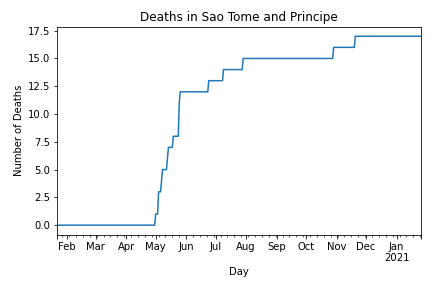 Deaths in Sao Tome and Principe
17.5
15.0
12.5
10.0
7.5
5.0
2.5
0.0
Number of Deaths
Feb Mar Apr May Jun Jul Aug Sep Oct Nov Dec Jan
2021
Day